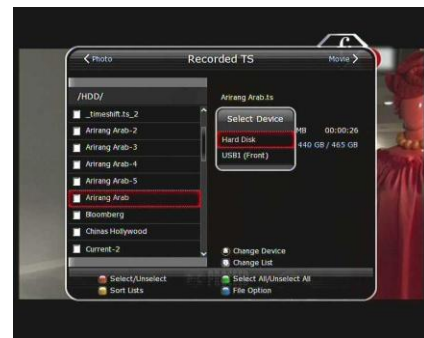 Photo
Recorded TS
Movie
/HDD/
_timeshift.ts_2
Arirang Arab-2
Arirang Arab-3
Arirang Arab-4
Arirang Arab-5
Arirang Arab
Bloomberg
Chinas Hollywood
Current-2
Arirang Arab.ts
Select Device
Hard Disk
USB1 (Front)
MB 00:00:26
440 GB / 465 GB
Change Device
Change List
Select/Unselect
Select All/Unselect All
Sort Lists
File Option